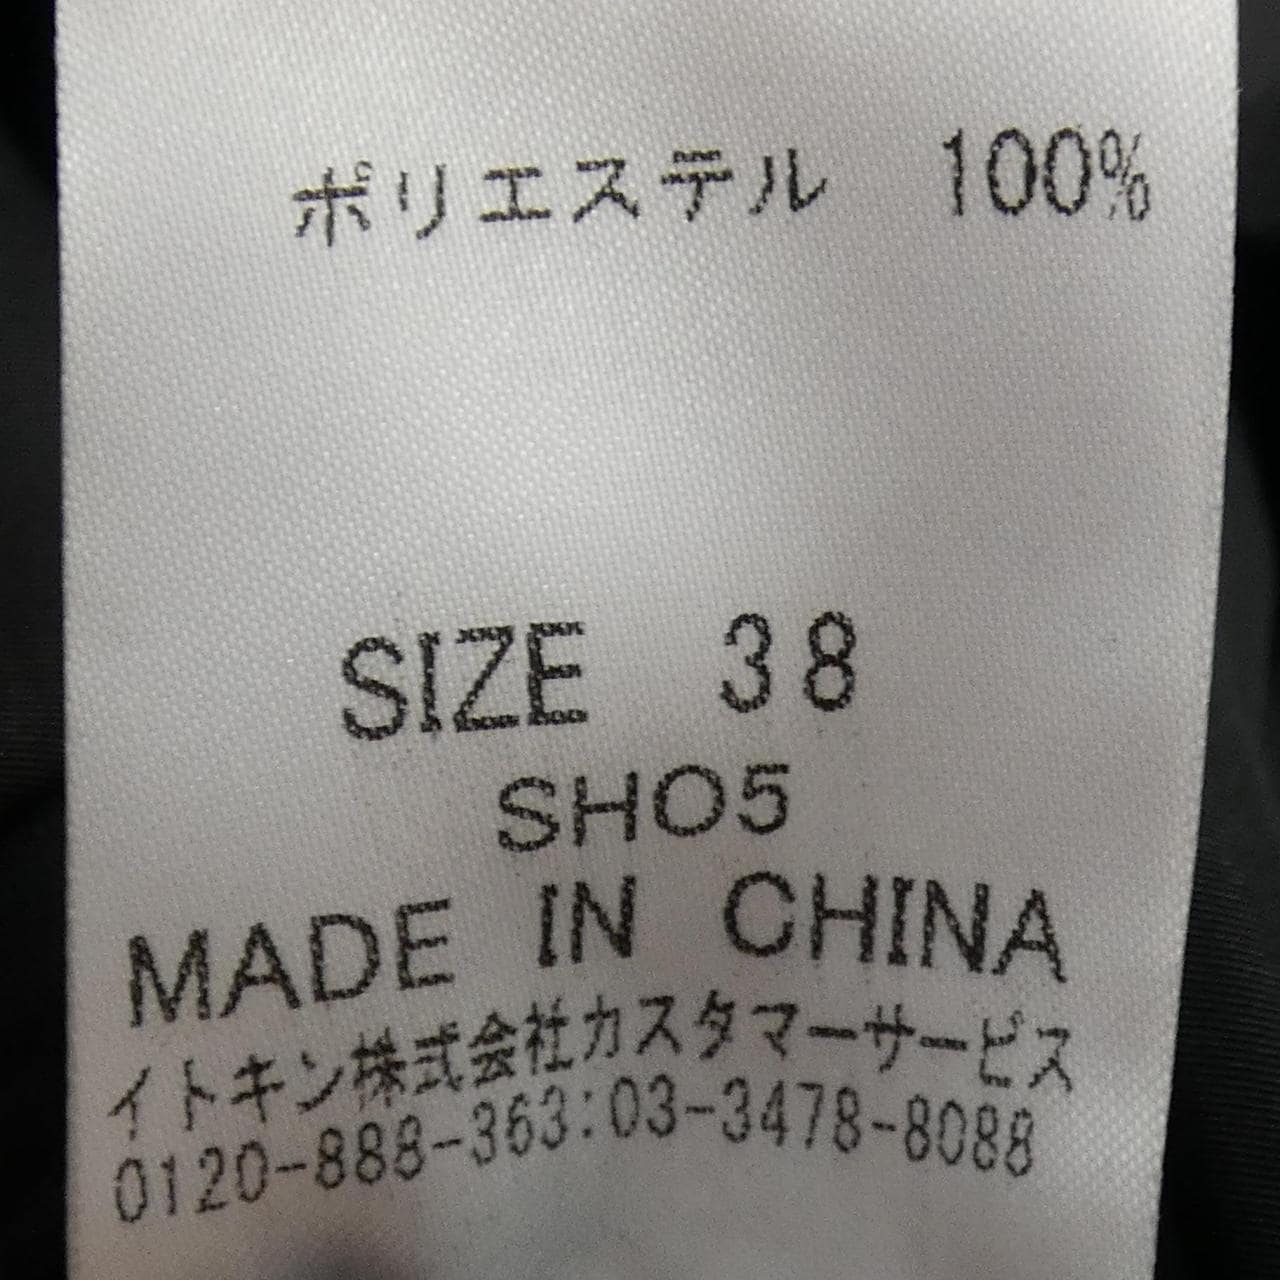 ポリエステル 100%
SIZE 38
SHO5
MADE IN CHINA
イトキン株式会社カスタマーサービス
0120-888-363:03-3478-8088